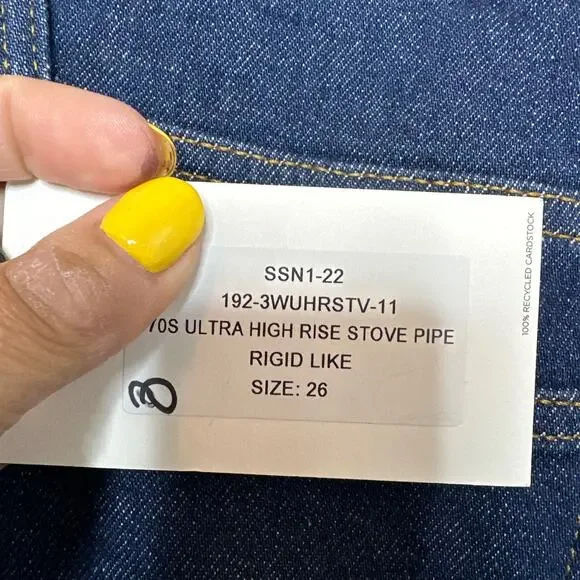 SSN1-22
192-3WUHRSTV-11
70S ULTRA HIGH RISE STOVE PIPE
RIGID LIKE
SIZE: 26
100% RECYCLED CARDSTOCK